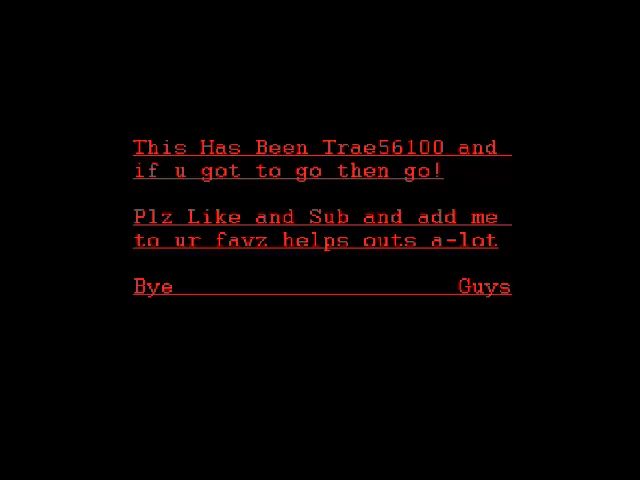 This Has Been Trae56100 and
if u got to go then go!
Plz Like and Sub and add me
to ur favz helps outs a-lot
Bye Guys